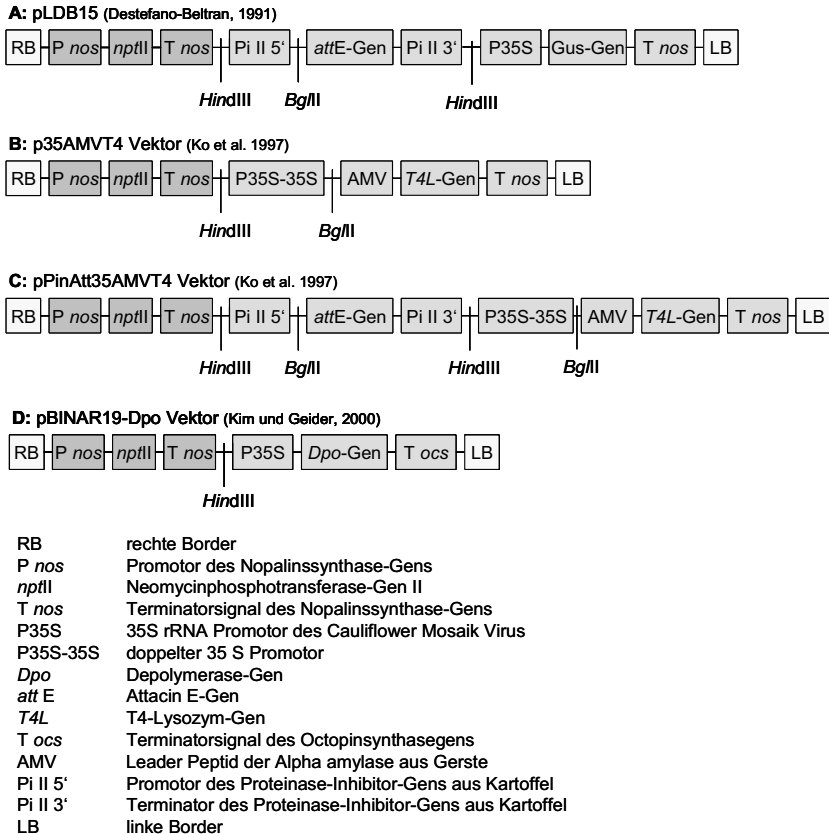 A: pLDB15 (Destefano-Beltran, 1991)
RB P nos nptII T nos Pi II 5‘ attE-Gen Pi II 3‘ P35S Gus-Gen T nos LB
HindIII BglII HindIII
B: p35AMVT4 Vektor (Ko et al. 1997)
RB P nos nptII T nos P35S-35S AMV T4L-Gen T nos LB
HindIII BglII
C: pPinAtt35AMVT4 Vektor (Ko et al. 1997)
RB P nos nptII T nos Pi II 5‘ attE-Gen Pi II 3‘ P35S-35S AMV T4L-Gen T nos LB
HindIII BglII HindIII BglII
D: pBINAR19-Dpo Vektor (Kim und Geider, 2000)
RB P nos nptII T nos P35S Dpo-Gen T ocs LB
HindIII
RB rechte Border
P nos Promotor des Nopalinssynthase-Gens
nptII Neomycinphosphotransferase-Gen II
T nos Terminatorsignal des Nopalinssynthase-Gens
P35S 35S rRNA Promotor des Cauliflower Mosaik Virus
P35S-35S doppelter 35 S Promotor
Dpo Depolymerase-Gen
att E Attacin E-Gen
T4L T4-Lysozym-Gen
T ocs Terminatorsignal des Octopinsynthasegens
AMV Leader Peptid der Alpha amylase aus Gerste
Pi II 5‘ Promotor des Proteinase-Inhibitor-Gens aus Kartoffel
Pi II 3‘ Terminator des Proteinase-Inhibitor-Gens aus Kartoffel
LB linke Border